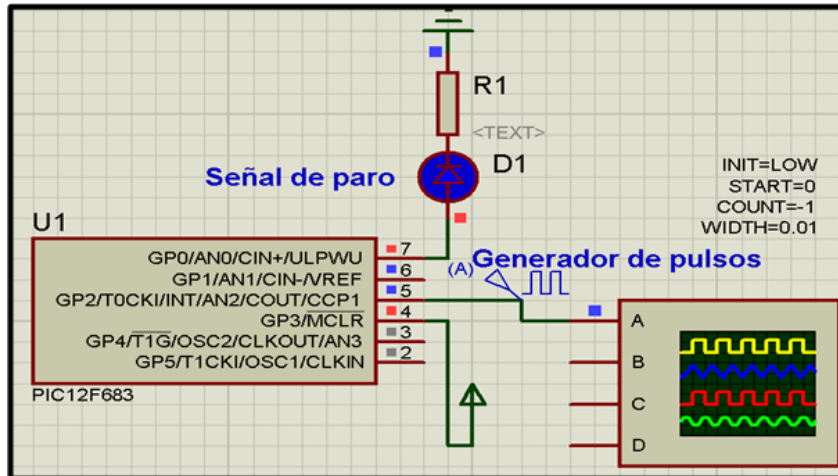 R1
<TEXT>
D1
Señal de paro
INIT=LOW
START=0
COUNT=-1
WIDTH=0.01
U1
Generador de pulsos
(A)
GP0/AN0/CIN+/ULPWU 7
GP1/AN1/CIN-/VREF 6
GP2/T0CKI/INT/AN2/COUT/CCP1 5
GP3/MCLR 4
GP4/T1G/OSC2/CLKOUT/AN3 3
GP5/T1CKI/OSC1/CLKIN 2
PIC12F683
A
B
C
D